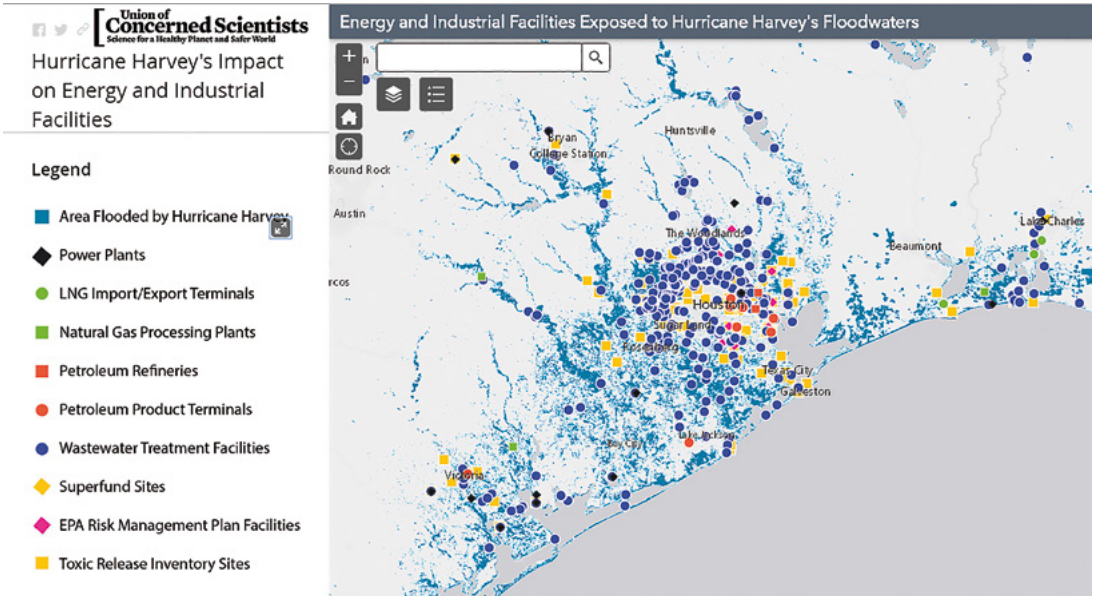 Union of
Concerned Scientists
Science for a Healthy Planet and Safer World
Hurricane Harvey's Impact
on Energy and Industrial
Facilities
Legend
Area Flooded by Hurricane Harvey
Power Plants
LNG Import/Export Terminals
Natural Gas Processing Plants
Petroleum Refineries
Petroleum Product Terminals
Wastewater Treatment Facilities
Superfund Sites
EPA Risk Management Plan Facilities
Toxic Release Inventory Sites
Energy and Industrial Facilities Exposed to Hurricane Harvey's Floodwaters
Bryan
College Station
Huntsville
Round Rock
Austin
The Woodlands
Lake Charles
Beaumont
rcos
Houston
Sugar Land
Rosenberg
Texas City
Galveston
Lake Jackson
Bay City
Victoria